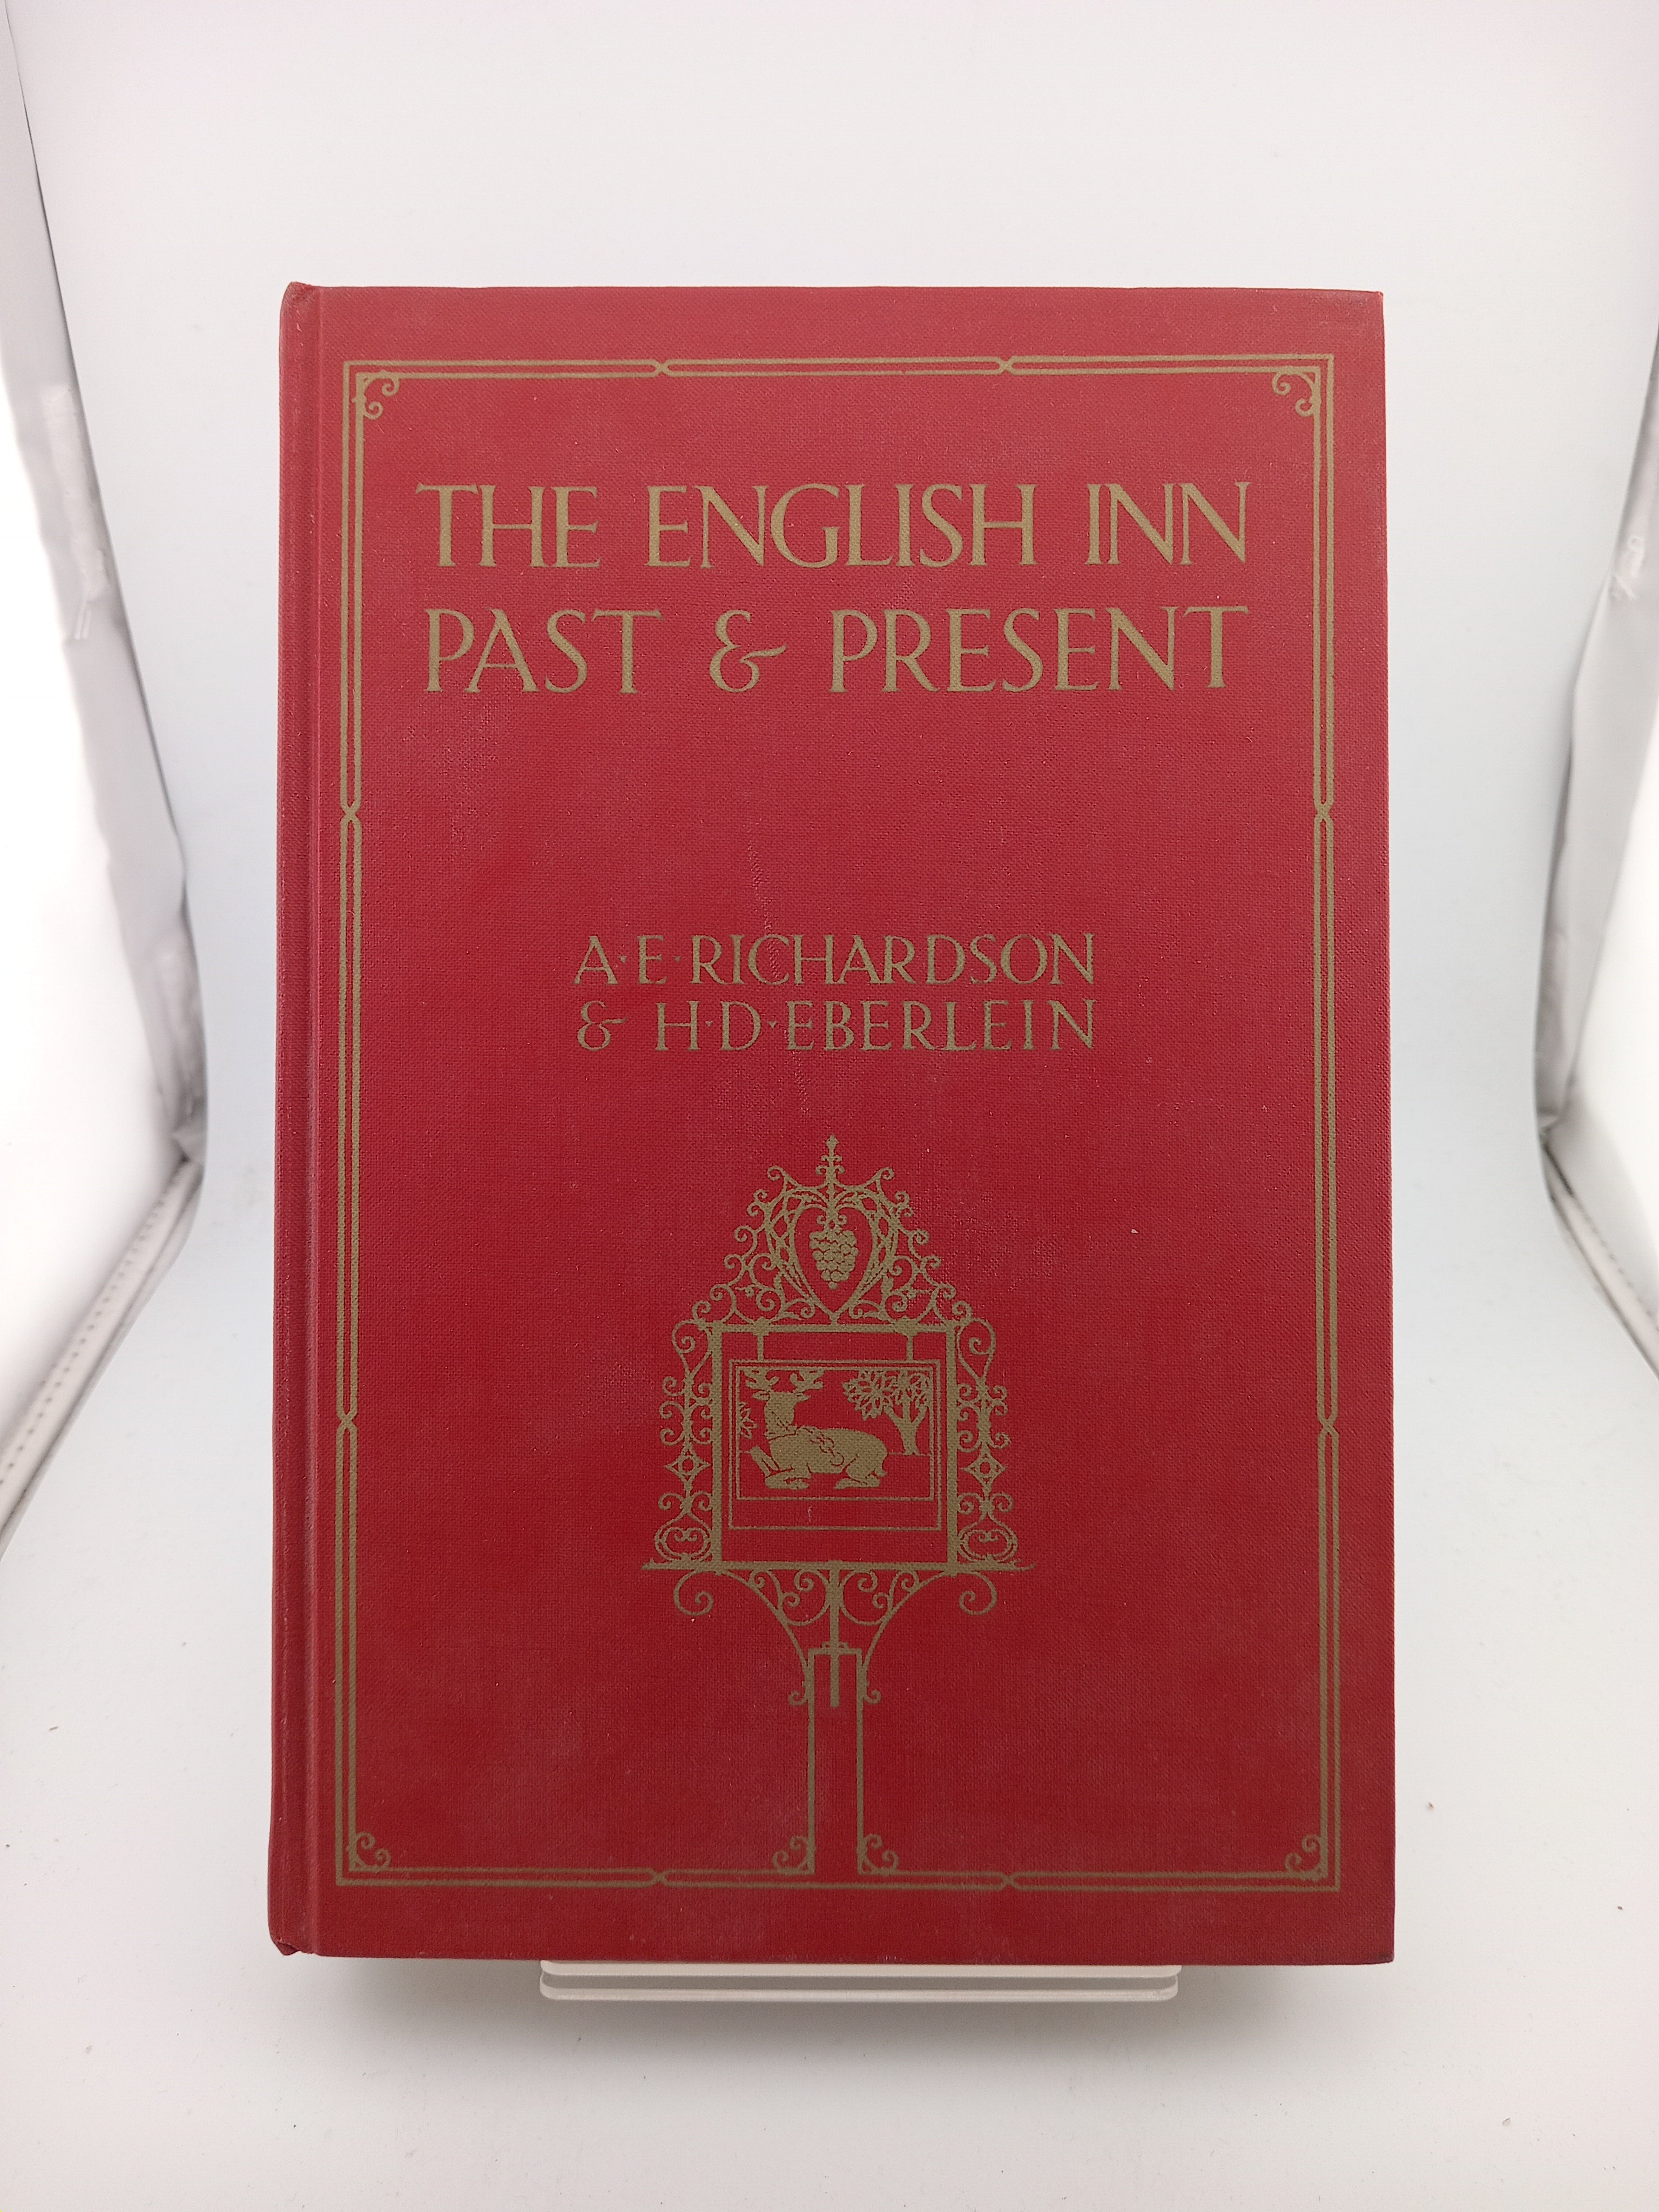 THE ENGLISH INN
PAST & PRESENT
A·E·RICHARDSON
& H·D·EBERLEIN